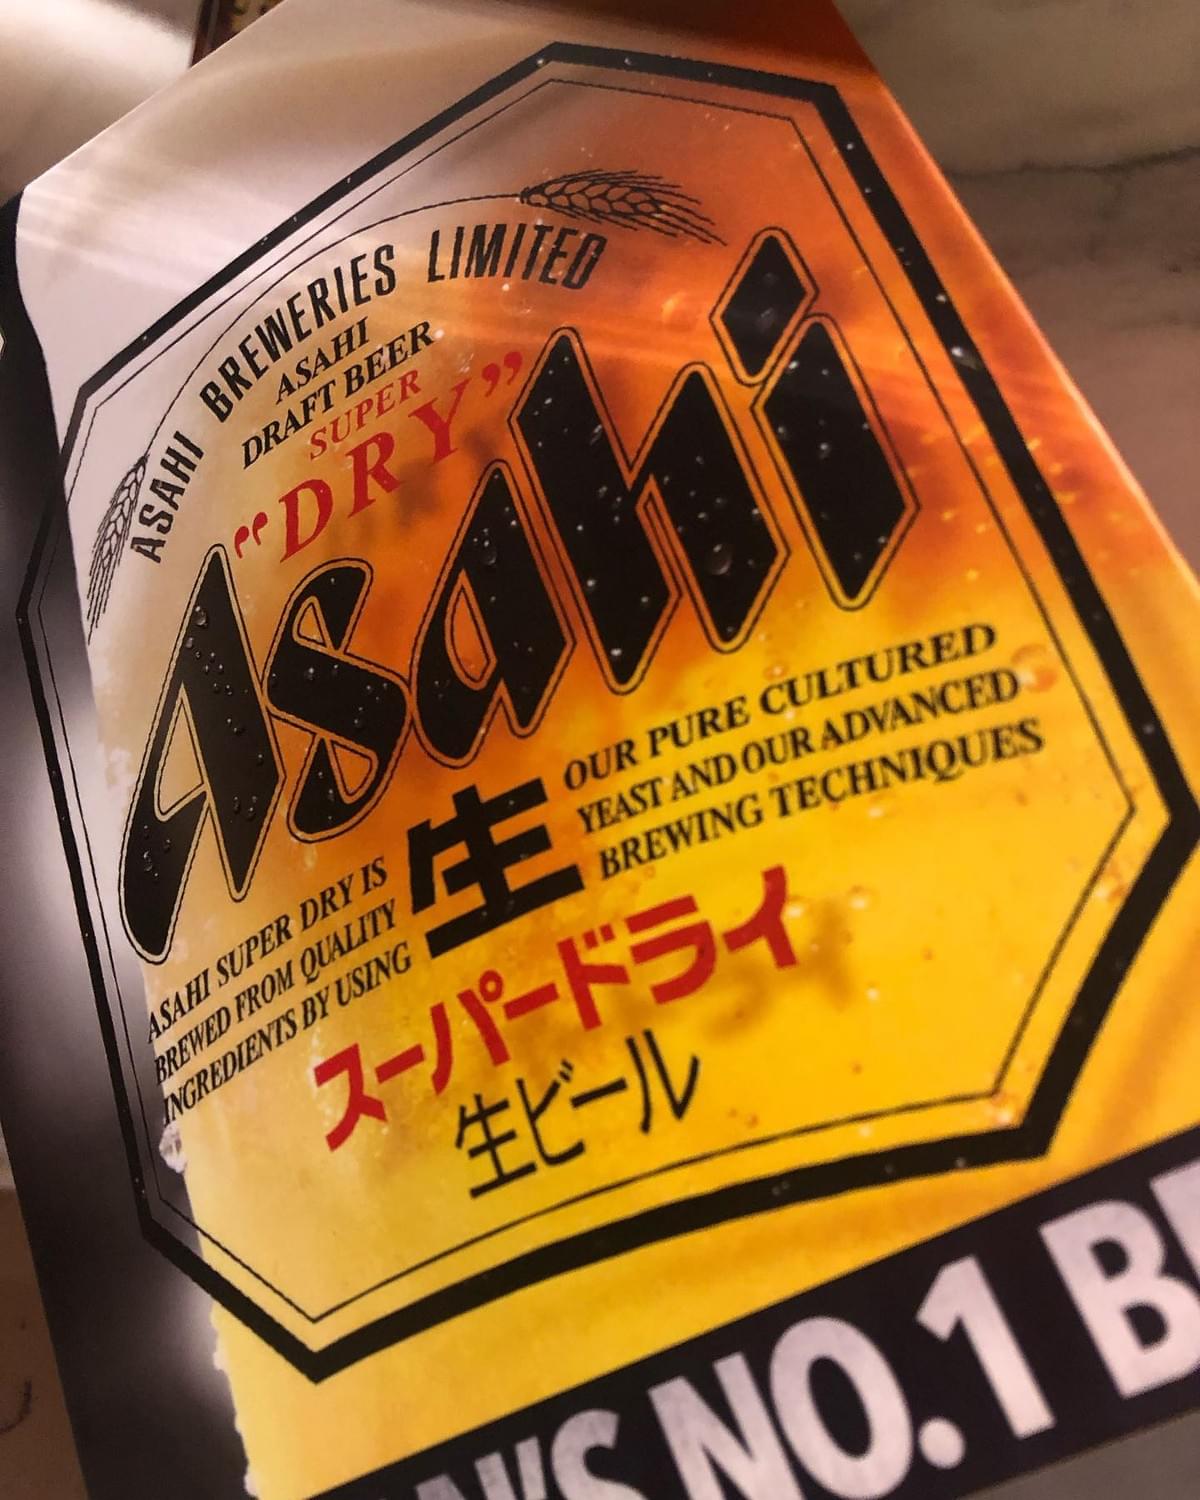 ASAHI BREWERIES LIMITED
ASAHI
DRAFT BEER
SUPER
"DRY"
Asahi
ASAHI SUPER DRY IS
BREWED FROM QUALITY
INGREDIENTS BY USING
生
OUR PURE CULTURED
YEAST AND OUR ADVANCED
BREWING TECHNIQUES
スーパードライ
生ビール
NO.1